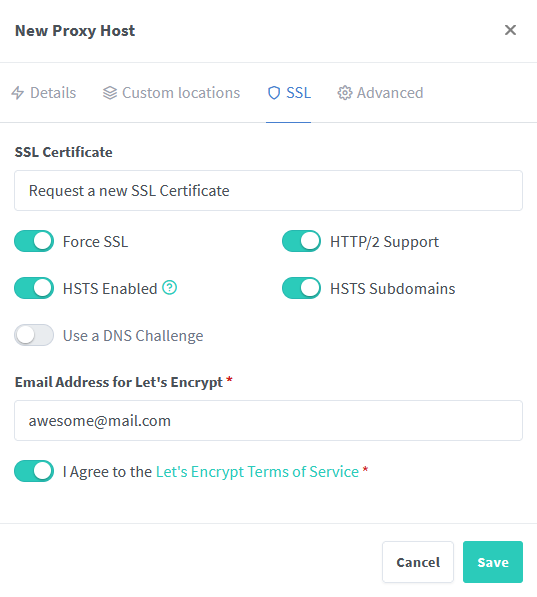 New Proxy Host
Details Custom locations SSL Advanced
SSL Certificate
Request a new SSL Certificate
Force SSL HTTP/2 Support
HSTS Enabled HSTS Subdomains
Use a DNS Challenge
Email Address for Let's Encrypt *
awesome@mail.com
I Agree to the Let's Encrypt Terms of Service *
Cancel Save